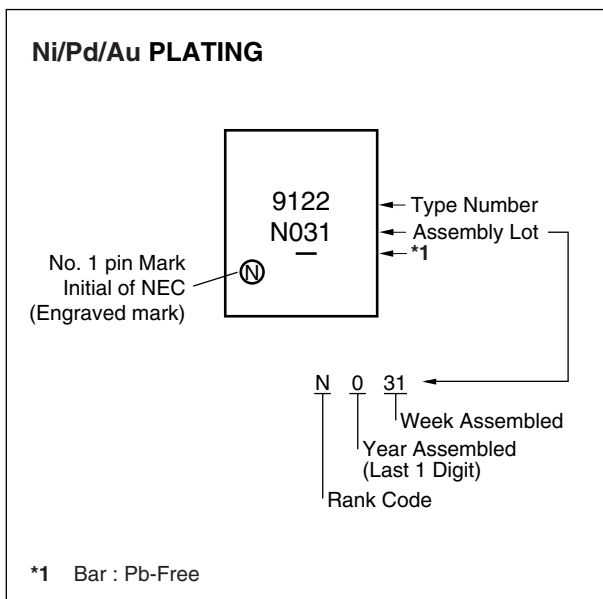 Ni/Pd/Au PLATING
9122
N031
Type Number
Assembly Lot
*1
No. 1 pin Mark
Initial of NEC
(Engraved mark)
N
N 0 31
Week Assembled
Year Assembled
(Last 1 Digit)
Rank Code
*1 Bar : Pb-Free